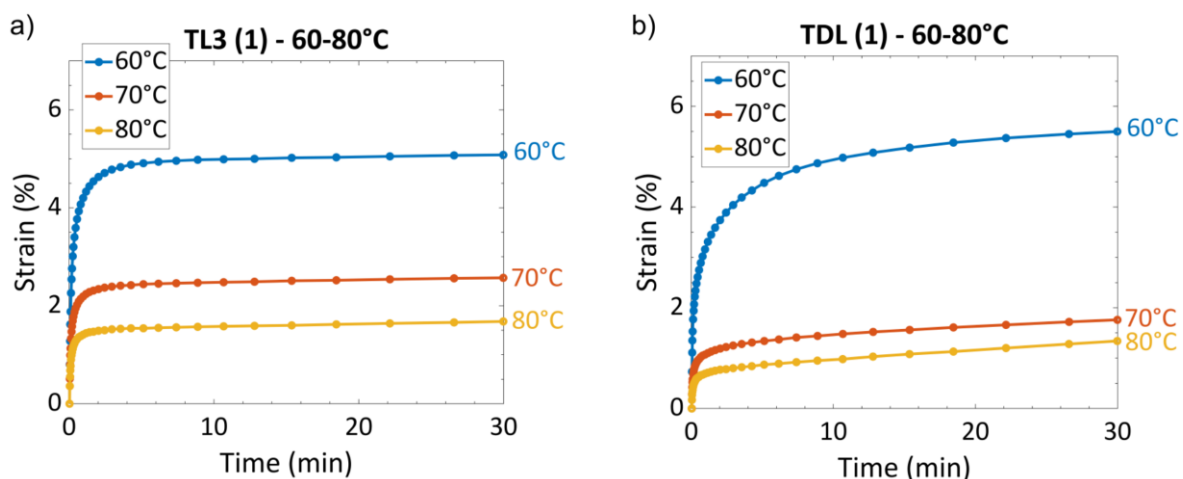 a)
TL3 (1) - 60-80°C
60°C
70°C
80°C
6
4
2
0
Strain (%)
60°C
70°C
80°C
0
10
20
30
Time (min)
b)
TDL (1) - 60-80°C
60°C
70°C
80°C
6
4
2
0
Strain (%)
60°C
70°C
80°C
0
10
20
30
Time (min)